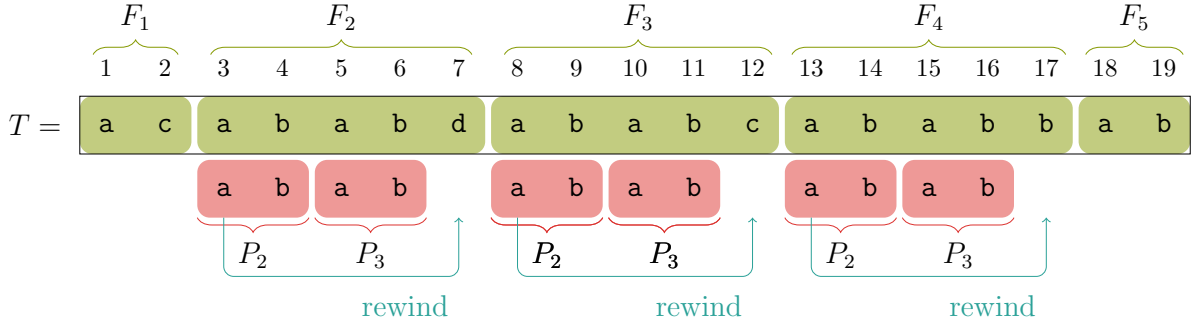 F₁ F₂ F₃ F₄ F₅
1 2 3 4 5 6 7 8 9 10 11 12 13 14 15 16 17 18 19
T = a c a b a b d a b a b c a b a b b a b
a b a b a b a b a b a b
P₂ P₃ P₂ P₃ P₂ P₃
rewind rewind rewind